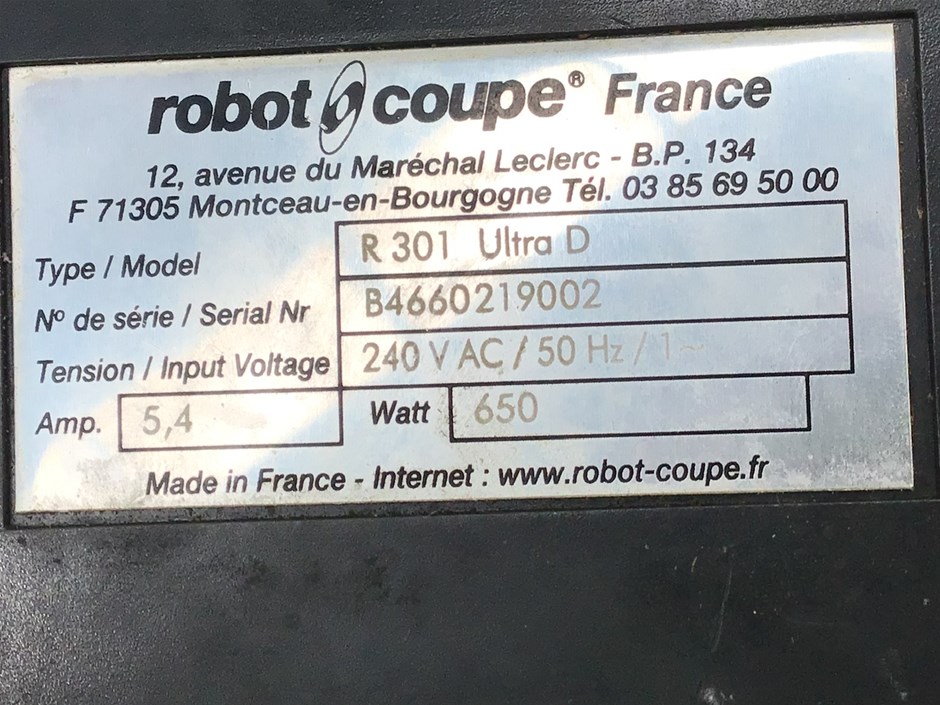 robot coupe® France
12, avenue du Maréchal Leclerc - B.P. 134
F 71305 Montceau-en-Bourgogne Tél. 03 85 69 50 00
Type / Model R 301 Ultra D
Nº de série / Serial Nr B4660219002
Tension / Input Voltage 240 V AC / 50 Hz / 1~
Amp. 5,4 Watt 650
Made in France - Internet : www.robot-coupe.fr